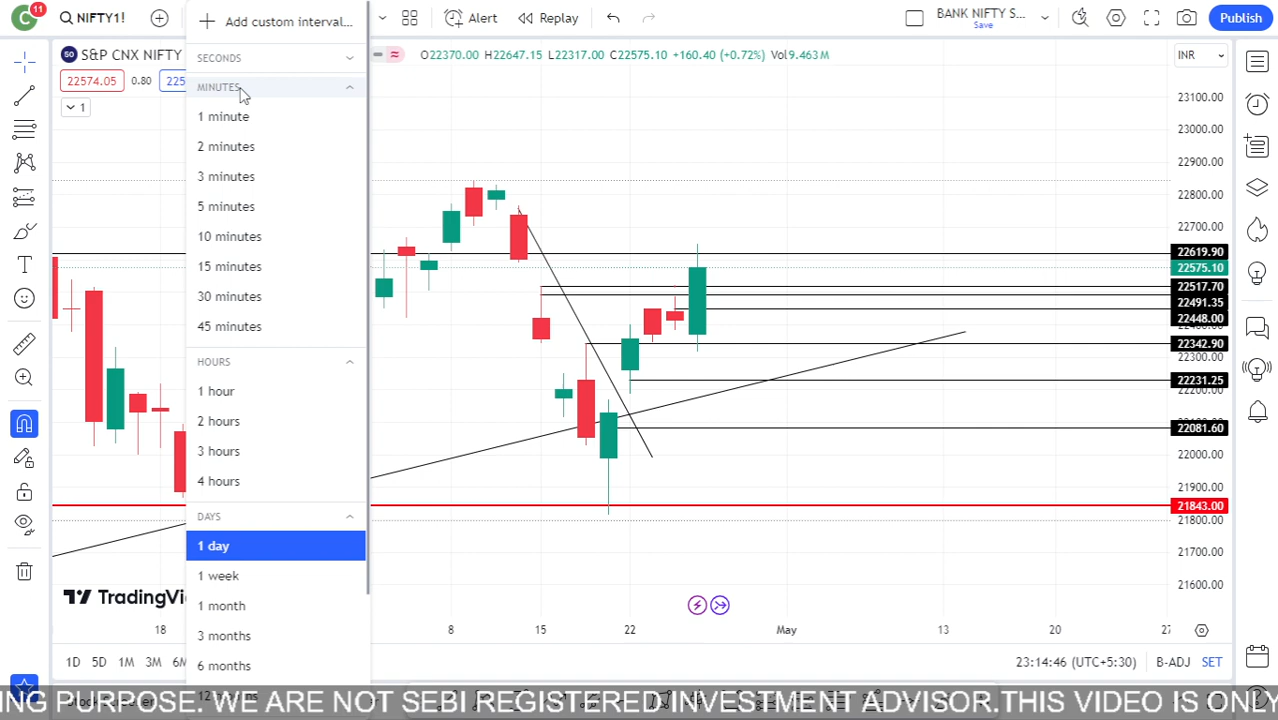 C
NIFTY1!
Add custom interval...
Alert
Replay
BANK NIFTY S...
Save
Publish
SECONDS
50
S&P CNX NIFTY
O22370.00 H22647.15 L22317.00 C22575.10 +160.40 (+0.72%) Vol9.463 M
INR
22574.05
0.80
MINUTES
1
1 minute
2 minutes
3 minutes
5 minutes
10 minutes
15 minutes
30 minutes
45 minutes
HOURS
1 hour
2 hours
3 hours
4 hours
DAYS
1 day
1 week
1 month
3 months
6 months
23100.00
23000.00
22900.00
22800.00
22700.00
22619.90
22575.10
22517.70
22491.35
22448.00
22342.90
22300.00
22231.25
22081.60
22000.00
21900.00
21843.00
21800.00
21700.00
21600.00
TradingVi
18
8
15
22
May
13
20
27
1D
5D
1M
3M
6M
23:14:46 (UTC+5:30)
B-ADJ
SET
ING PURPOSE. WE ARE NOT SEBI REGISTERED INVESTMENT ADVISOR.THIS VIDEO IS ONLY